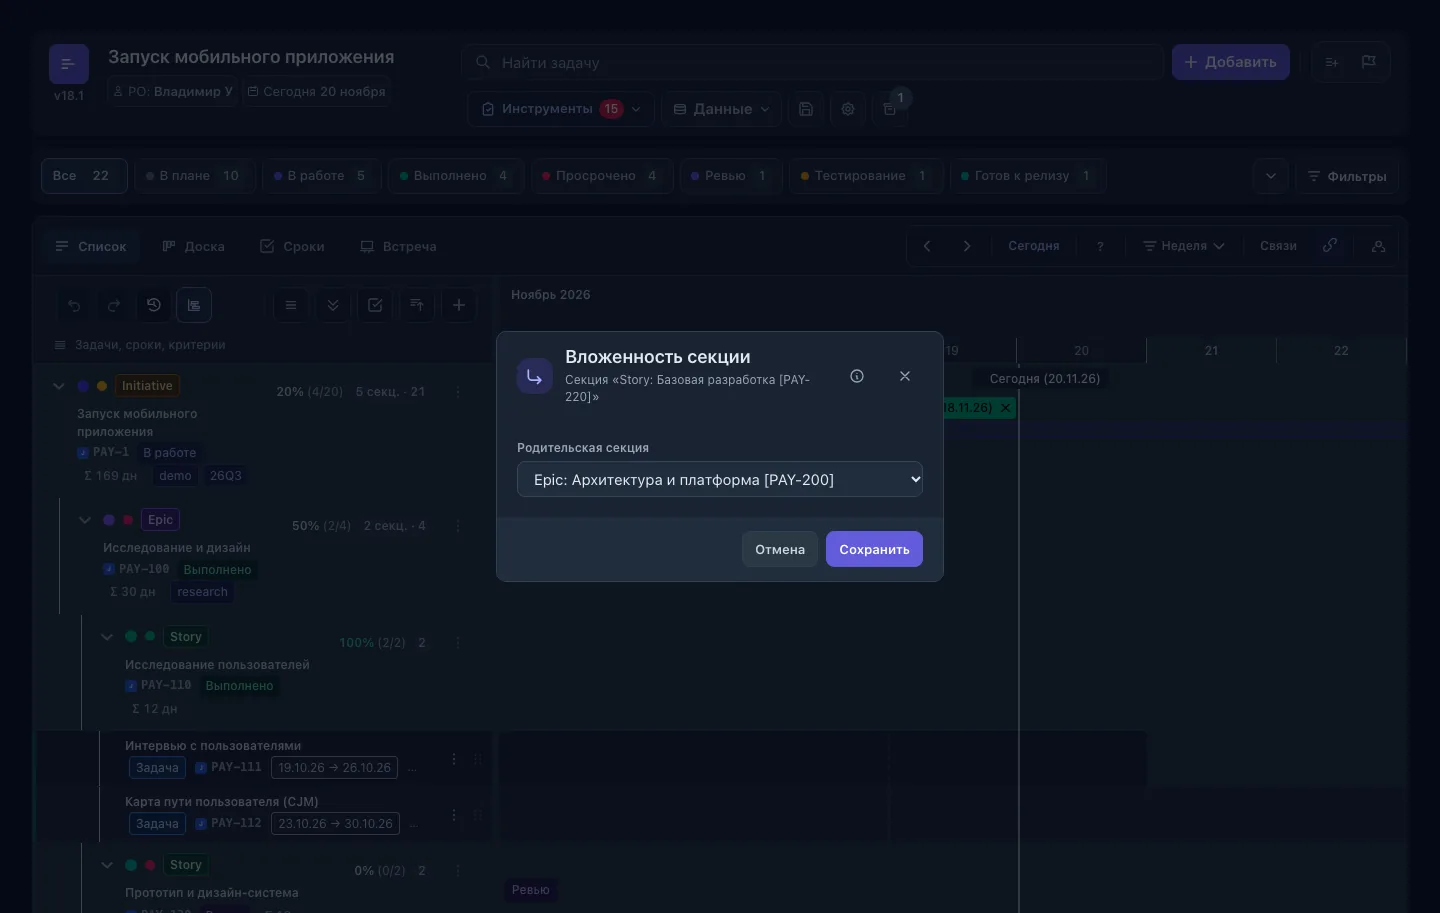 Запуск мобильного приложения
v18.1
PO: Владимир У
Сегодня 20 ноября
Найти задачу
Добавить
Инструменты 15
Данные
1
Все 22
В плане 10
В работе 5
Выполнено 4
Просрочено 4
Ревью 1
Тестирование 1
Готов к релизу 1
Фильтры
Список
Доска
Сроки
Встреча
Сегодня
?
Неделя
Связи
Ноябрь 2026
Задачи, сроки, критерии
19 20 21 22
Сегодня (20.11.26)
18.11.26)
Initiative
20% (4/20) 5 секц. · 21
Запуск мобильного
приложения
PAY-1 В работе
Σ 169 дн demo 26Q3
Epic
50% (2/4) 2 секц. · 4
Исследование и дизайн
PAY-100 Выполнено
Σ 30 дн research
Story
100% (2/2) 2
Исследование пользователей
PAY-110 Выполнено
Σ 12 дн
Интервью с пользователями
Задача PAY-111 19.10.26 → 26.10.26 ...
Карта пути пользователя (CJM)
Задача PAY-112 23.10.26 → 30.10.26 ...
Story
0% (0/2) 2
Прототип и дизайн-система
Ревью
Вложенность секции
Секция «Story: Базовая разработка [PAY-
220]»
Родительская секция
Epic: Архитектура и платформа [PAY-200]
Отмена
Сохранить